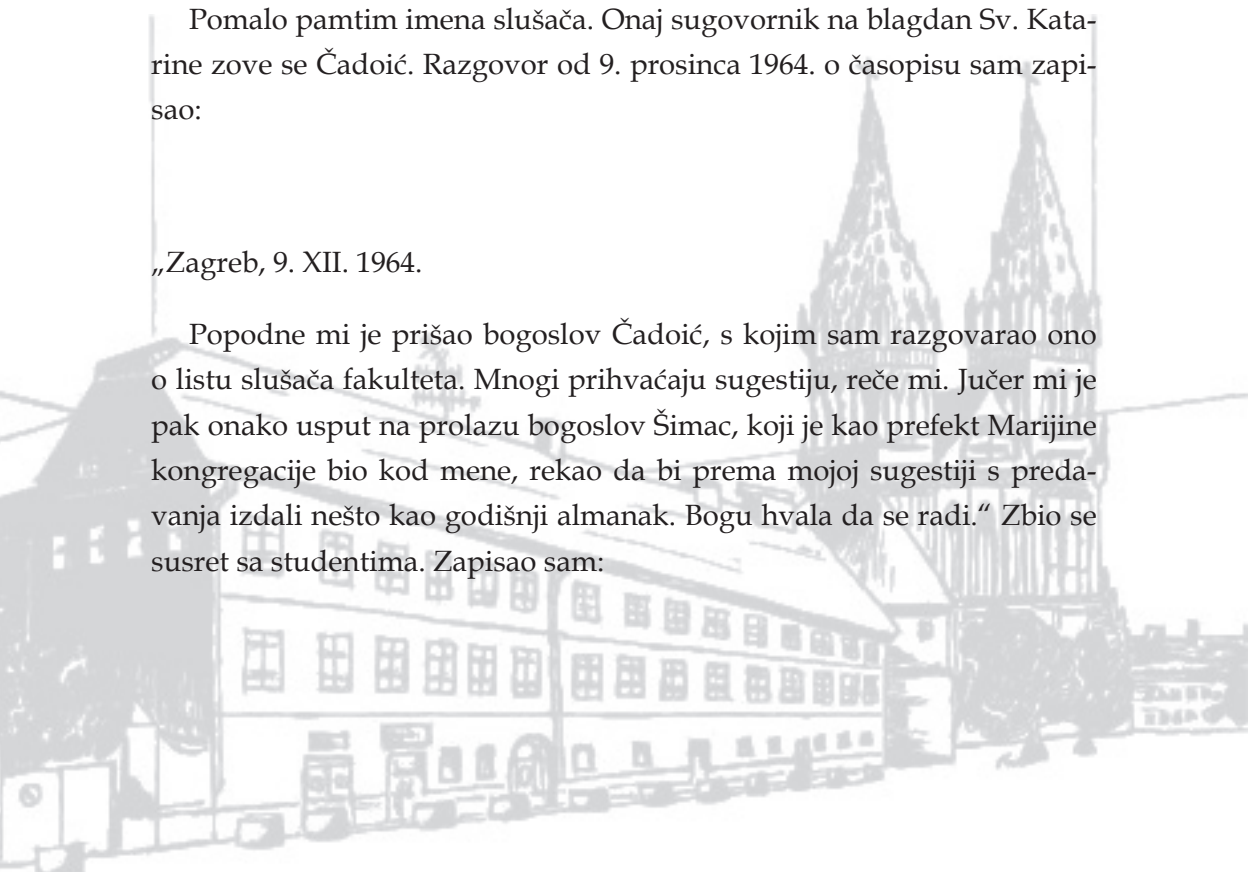 Pomalo pamtim imena slušača. Onaj sugovornik na blagdan Sv. Kata-
rine zove se Čadoić. Razgovor od 9. prosinca 1964. o časopisu sam zapi-
sao:
„Zagreb, 9. XII. 1964.
Popodne mi je prišao bogoslov Čadoić, s kojim sam razgovarao ono
o listu slušača fakulteta. Mnogi prihvaćaju sugestiju, reče mi. Jučer mi je
pak onako usput na prolazu bogoslov Šimac, koji je kao prefekt Marijine
kongregacije bio kod mene, rekao da bi prema mojoj sugestiji s preda-
vanja izdali nešto kao godišnji almanak. Bogu hvala da se radi.“ Zbio se
susret sa studentima. Zapisao sam: